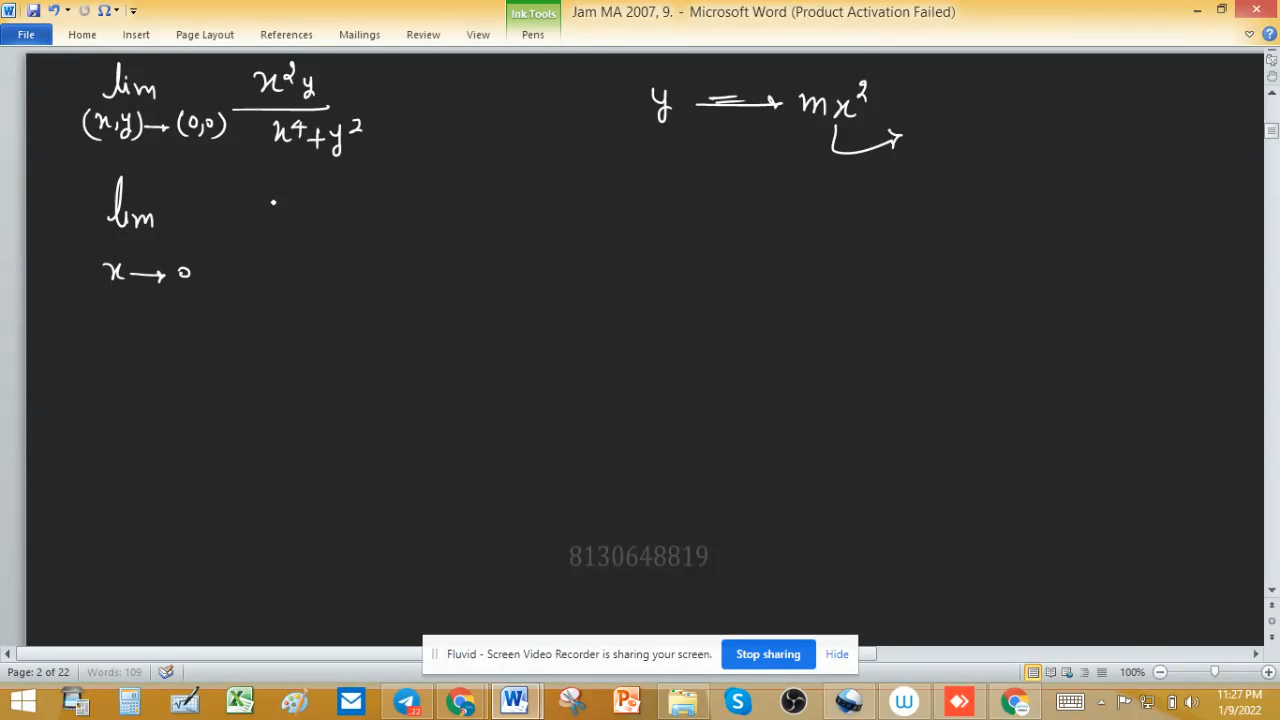 Jam MA 2007, 9. - Microsoft Word (Product Activation Failed)
Ink Tools
File Home Insert Page Layout References Mailings Review View Pens
lim x²y
(x,y)→(0,0) x⁴+y²
y → mx²
lim
x→0
8130648819
Fluvid - Screen Video Recorder is sharing your screen. Stop sharing Hide
Page: 2 of 22 Words: 109 100%
11:27 PM
1/9/2022